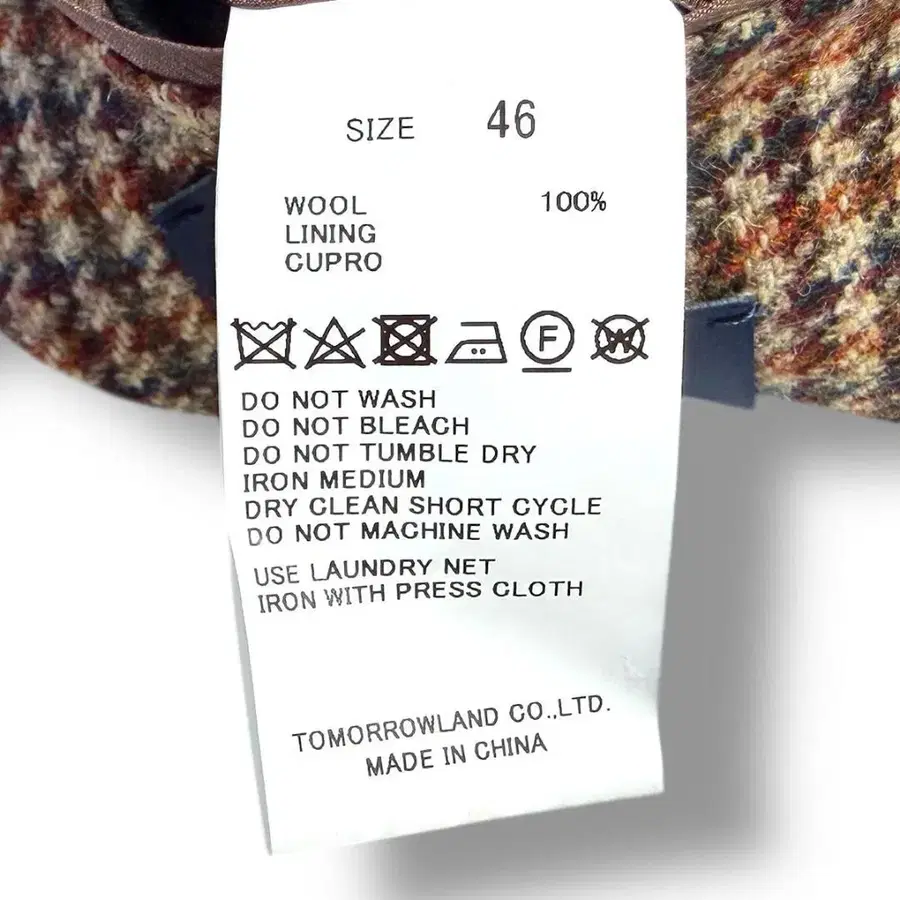 SIZE 46
WOOL 100%
LINING
CUPRO
F W
DO NOT WASH
DO NOT BLEACH
DO NOT TUMBLE DRY
IRON MEDIUM
DRY CLEAN SHORT CYCLE
DO NOT MACHINE WASH
USE LAUNDRY NET
IRON WITH PRESS CLOTH
TOMORROWLAND CO.,LTD.
MADE IN CHINA